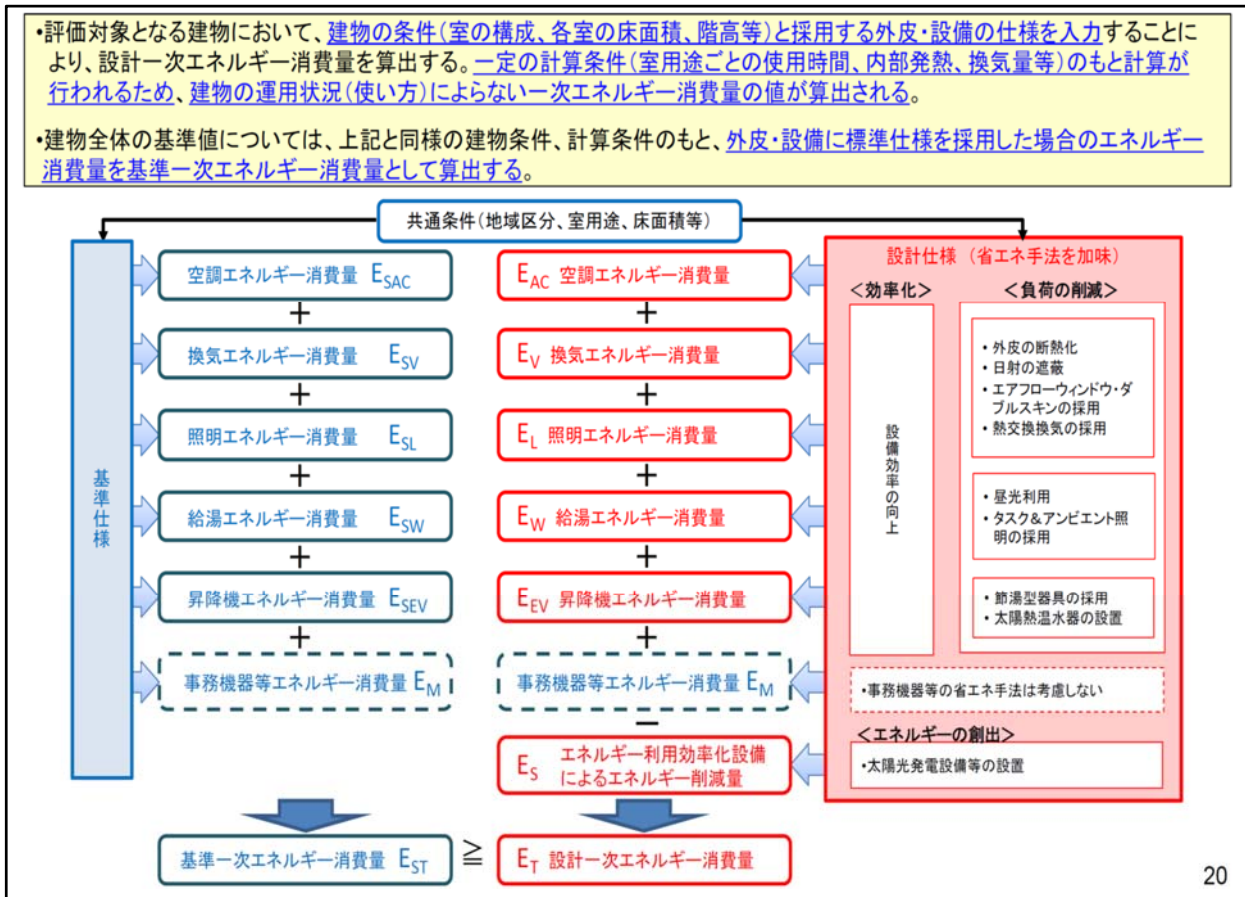 ・評価対象となる建物において、建物の条件（室の構成、各室の床面積、階高等）と採用する外皮・設備の仕様を入力することに
より、設計一次エネルギー消費量を算出する。一定の計算条件（室用途ごとの使用時間、内部発熱、換気量等）のもと計算が
行われるため、建物の運用状況（使い方）によらない一次エネルギー消費量の値が算出される。
・建物全体の基準値については、上記と同様の建物条件、計算条件のもと、外皮・設備に標準仕様を採用した場合のエネルギー
消費量を基準一次エネルギー消費量として算出する。
共通条件（地域区分、室用途、床面積等）
基準仕様
空調エネルギー消費量 ESAC
＋
換気エネルギー消費量 ESV
＋
照明エネルギー消費量 ESL
＋
給湯エネルギー消費量 ESW
＋
昇降機エネルギー消費量 ESEV
＋
事務機器等エネルギー消費量 EM
基準一次エネルギー消費量 EST
≧
EAC 空調エネルギー消費量
＋
EV 換気エネルギー消費量
＋
EL 照明エネルギー消費量
＋
EW 給湯エネルギー消費量
＋
EEV 昇降機エネルギー消費量
＋
事務機器等エネルギー消費量 EM
－
ES エネルギー利用効率化設備
によるエネルギー削減量
ET 設計一次エネルギー消費量
設計仕様（省エネ手法を加味）
＜効率化＞
設備効率の向上
＜負荷の削減＞
・外皮の断熱化
・日射の遮蔽
・エアフローウィンドウ・ダ
ブルスキンの採用
・熱交換換気の採用
・昼光利用
・タスク＆アンビエント照
明の採用
・節湯型器具の採用
・太陽熱温水器の設置
・事務機器等の省エネ手法は考慮しない
＜エネルギーの創出＞
・太陽光発電設備等の設置
20